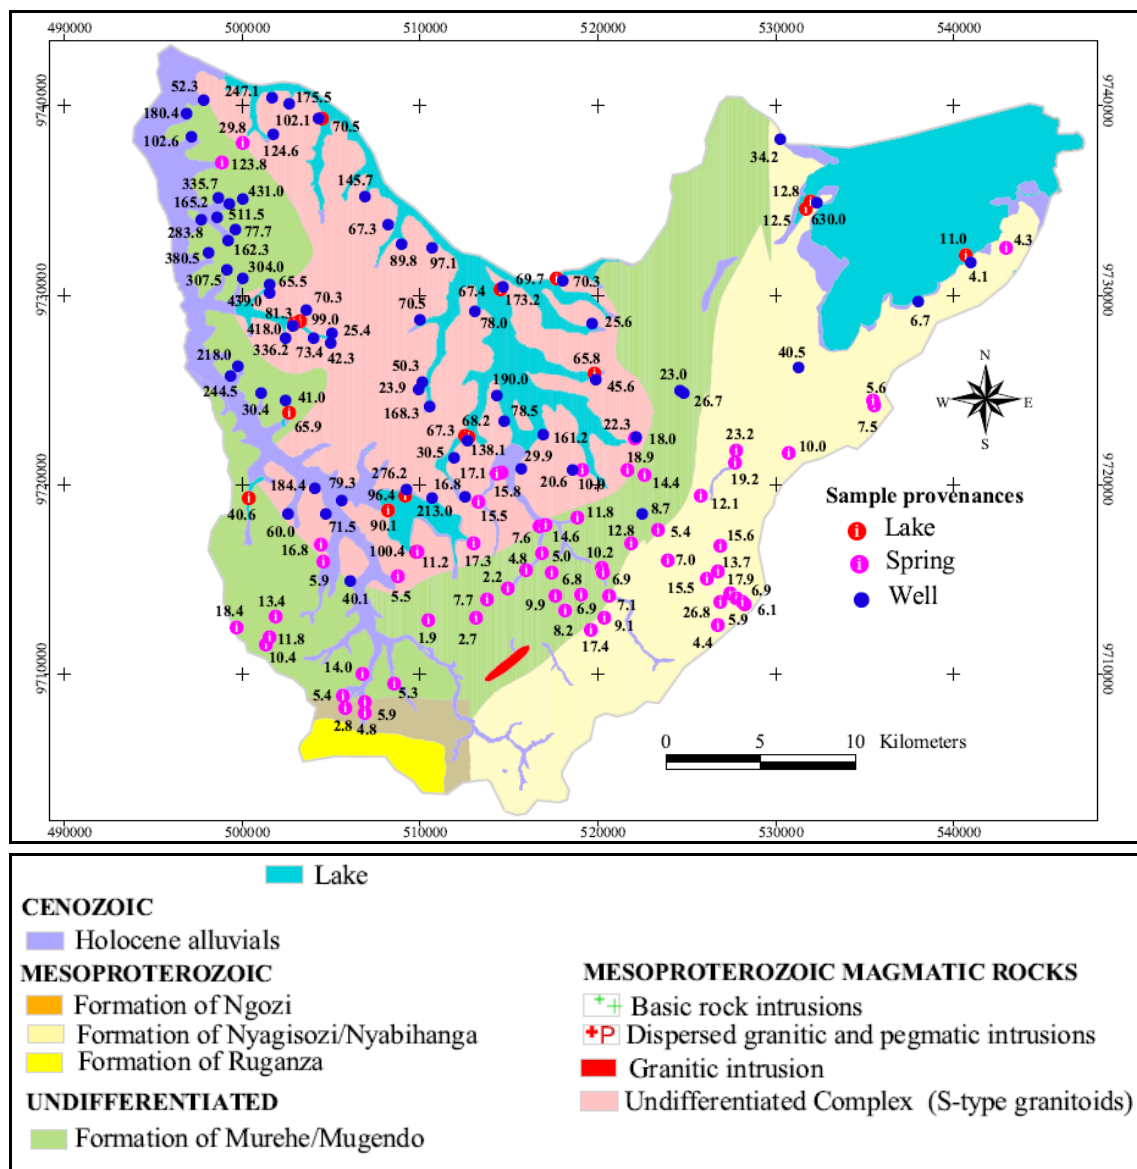 490000 500000 510000 520000 530000 540000
9740000 9740000
52.3 247.1 175.5
180.4 102.1 70.5
29.8
102.6 124.6 34.2
123.8
335.7 431.0 145.7 12.8
165.2
511.5 12.5 630.0
283.8 77.7 67.3
162.3 11.0 4.3
380.5 304.0 89.8 97.1
307.5 65.5 69.7 70.3 4.1
9730000 9730000
439.0 70.3 67.4 173.2
81.3 99.0 70.5 6.7
418.0 25.4 78.0 25.6
336.2 73.4 42.3
218.0 50.3 65.8 40.5
N
244.5 23.9 190.0 45.6 23.0 26.7 5.6
W E
30.4 41.0 168.3 78.5 7.5
65.9 67.3 68.2 22.3 18.0 23.2
S
138.1 161.2 10.0
30.5 29.9 18.9
276.2 17.1 19.2
9720000 9720000
184.4 79.3 16.8 15.8 20.6 10.0 14.4
96.4 12.1
Sample provenances
40.6 213.0 15.5 11.8 8.7
60.0 71.5 90.1 Lake
16.8 100.4 7.6 14.6 12.8 5.4
11.2 17.3 15.6
5.9 4.8 5.0 10.2 7.0 13.7 Spring
5.5 2.2 6.8 6.9 15.5 17.9
40.1 6.9 Well
18.4 13.4 7.7 9.9 6.9 7.1 26.8 6.1
11.8 1.9 2.7 8.2 9.1 5.9
10.4 17.4 4.4
9710000 9710000
14.0
5.4 5.3
5.9
2.8 4.8
0 5 10 Kilometers
490000 500000 510000 520000 530000 540000
Lake
CENOZOIC
Holocene alluvials
MESOPROTEROZOIC
Formation of Ngozi
Formation of Nyagisozi/Nyabihanga
Formation of Ruganza
UNDIFFERENTIATED
Formation of Murehe/Mugendo
MESOPROTEROZOIC MAGMATIC ROCKS
Basic rock intrusions
P Dispersed granitic and pegmatic intrusions
Granitic intrusion
Undifferentiated Complex (S-type granitoids)